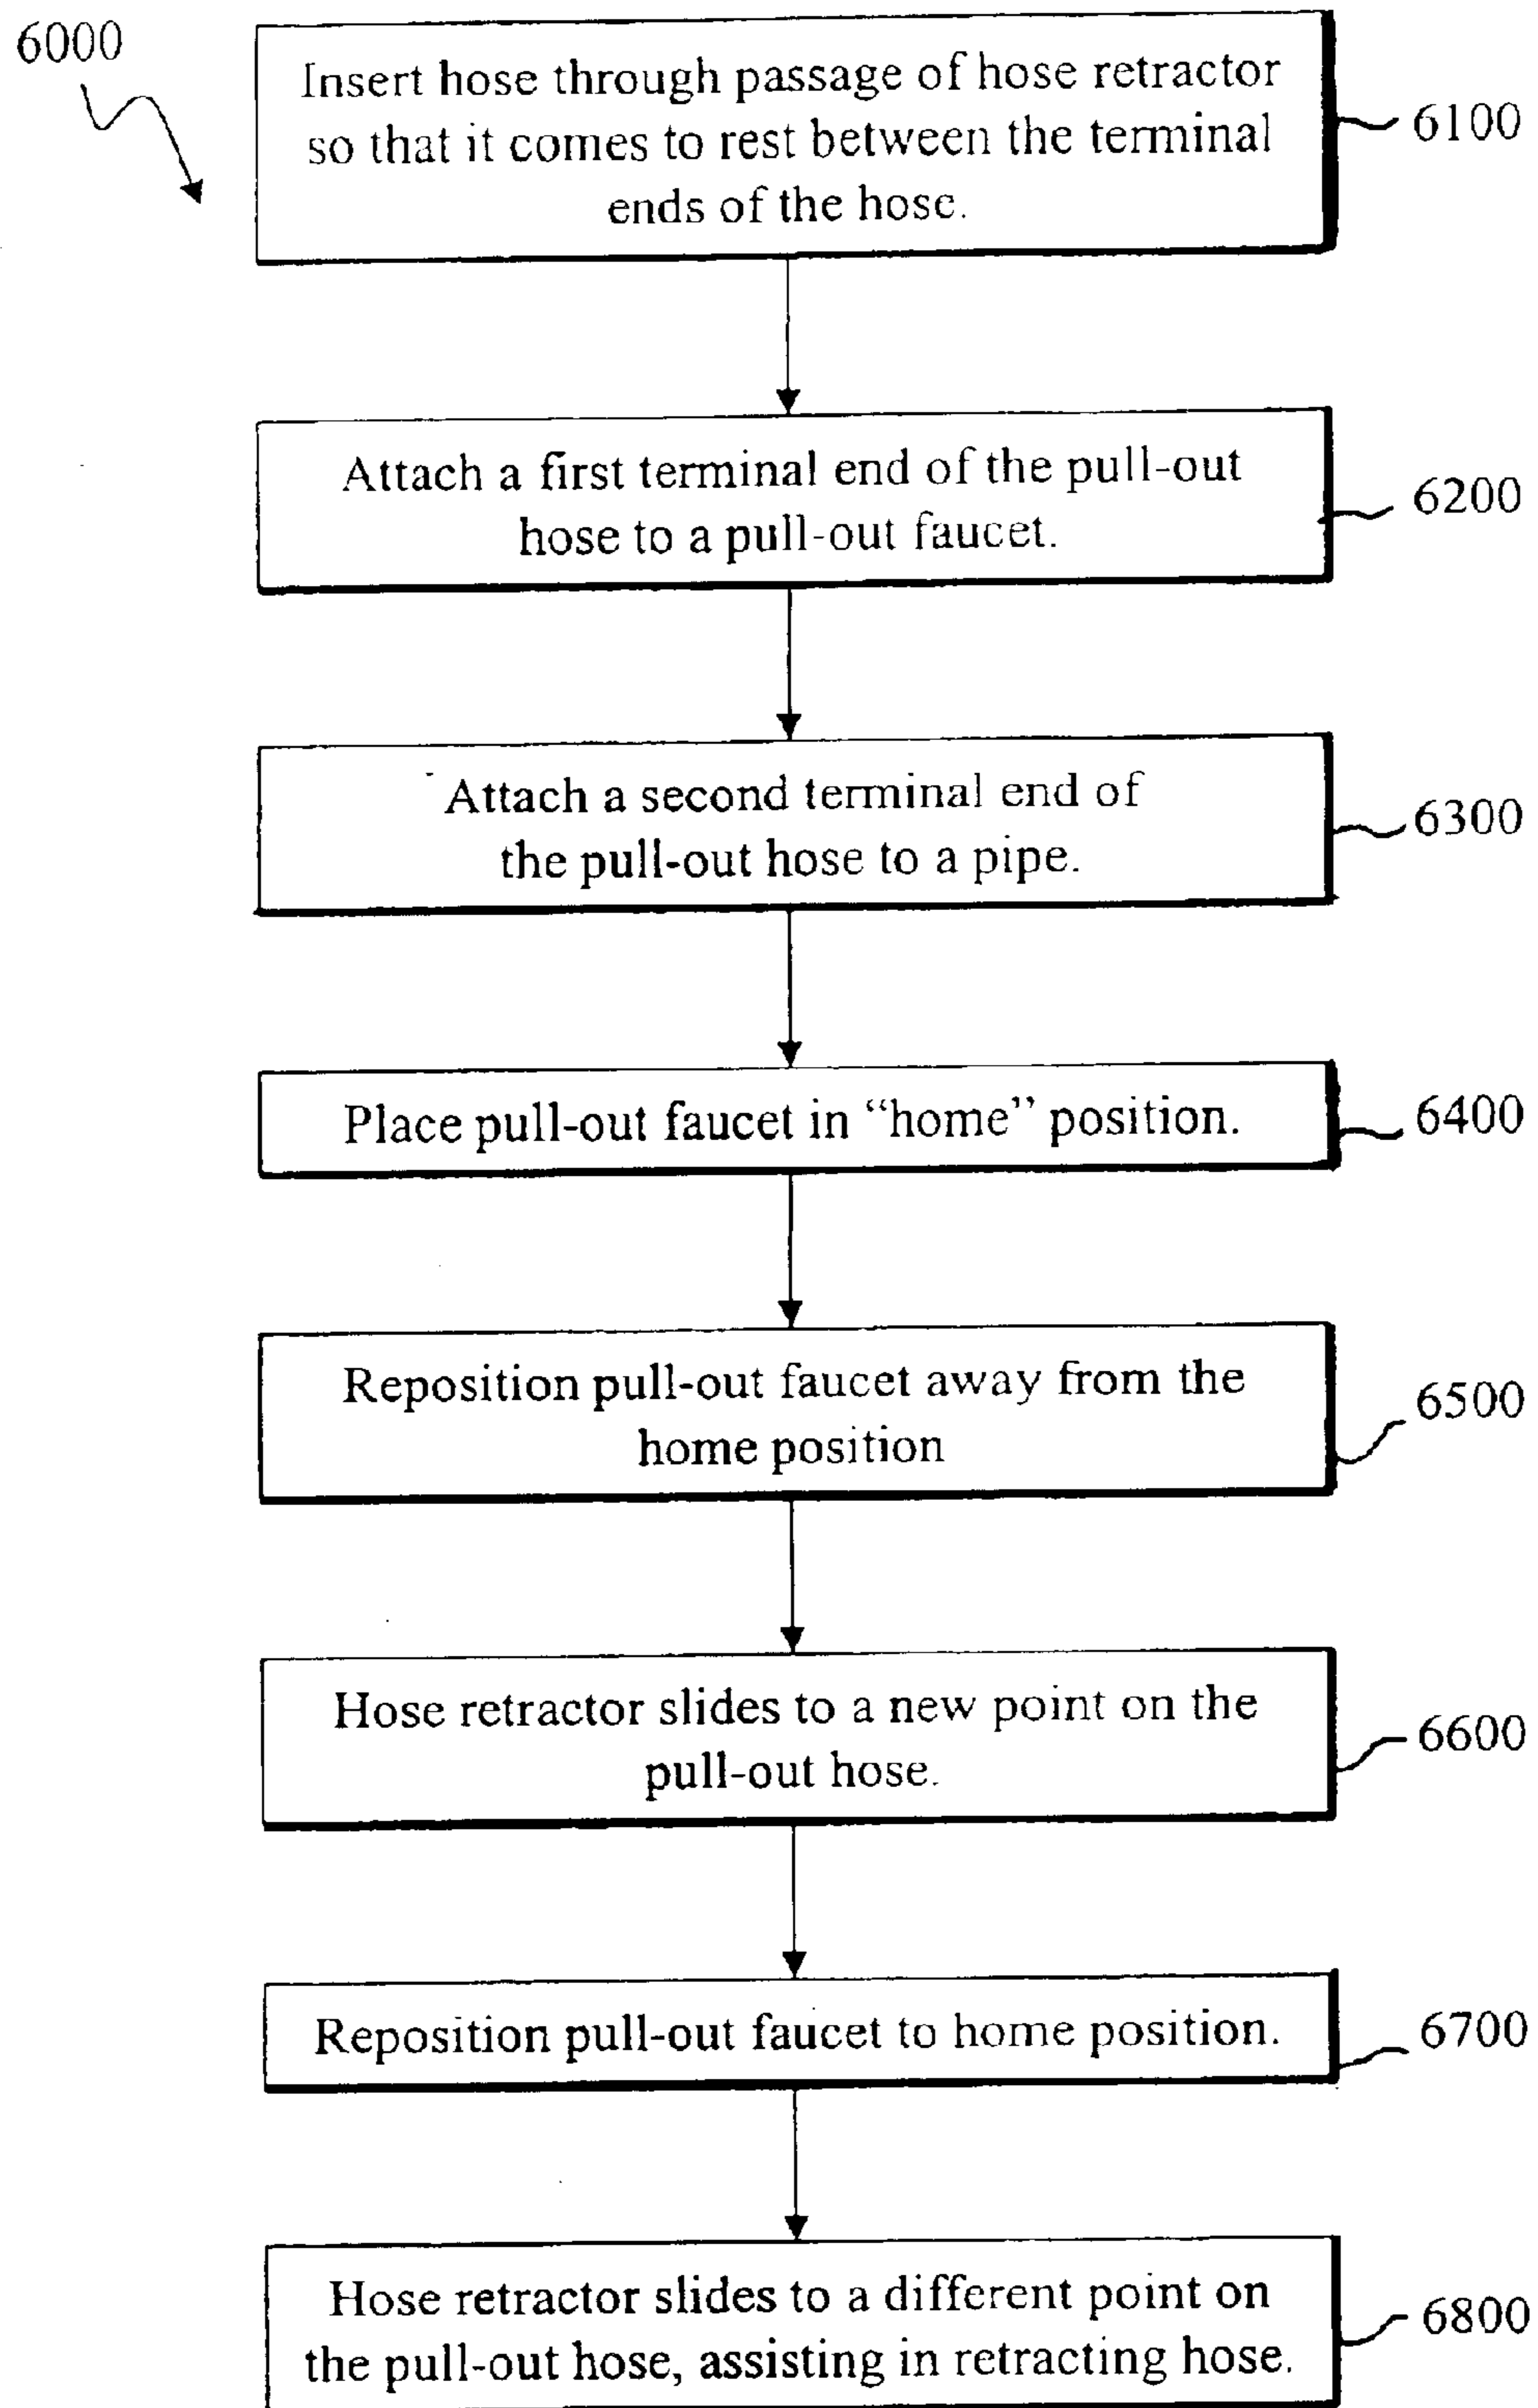 6000
Insert hose through passage of hose retractor
so that it comes to rest between the terminal
ends of the hose.
6100
Attach a first terminal end of the pull-out
hose to a pull-out faucet.
6200
Attach a second terminal end of
the pull-out hose to a pipe.
6300
Place pull-out faucet in “home” position.
6400
Reposition pull-out faucet away from the
home position
6500
Hose retractor slides to a new point on the
pull-out hose.
6600
Reposition pull-out faucet to home position.
6700
Hose retractor slides to a different point on
the pull-out hose, assisting in retracting hose.
6800